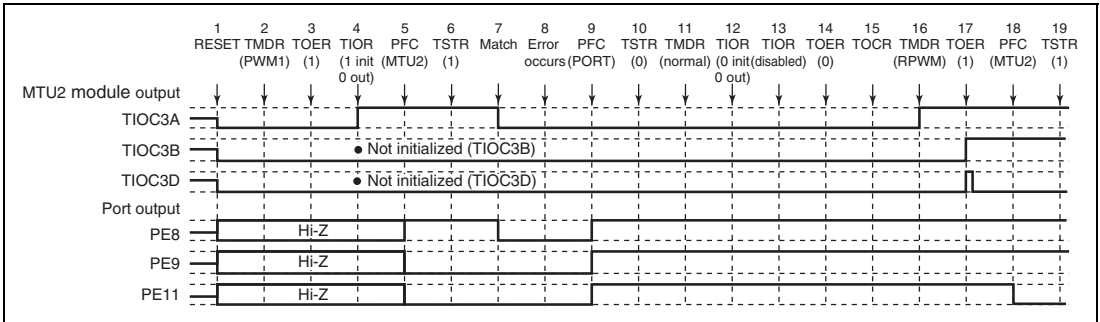 1 2 3 4 5 6 7 8 9 10 11 12 13 14 15 16 17 18 19
RESET TMDR TOER TIOR PFC TSTR Match Error PFC TSTR TMDR TIOR TIOR TOER TOCR TMDR TOER PFC TSTR
(PWM1) (1) (1 init (MTU2) (1) occurs (PORT) (0) (normal) (0 init (disabled) (0) (RPWM) (1) (MTU2) (1)
0 out) 0 out)
MTU2 module output
TIOC3A
TIOC3B • Not initialized (TIOC3B)
TIOC3D • Not initialized (TIOC3D)
Port output
PE8 Hi-Z
PE9 Hi-Z
PE11 Hi-Z